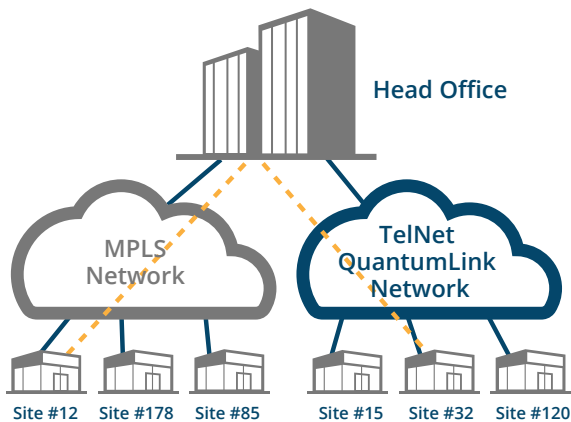 Head Office
MPLS
Network
TelNet
QuantumLink
Network
Site #12
Site #178
Site #85
Site #15
Site #32
Site #120